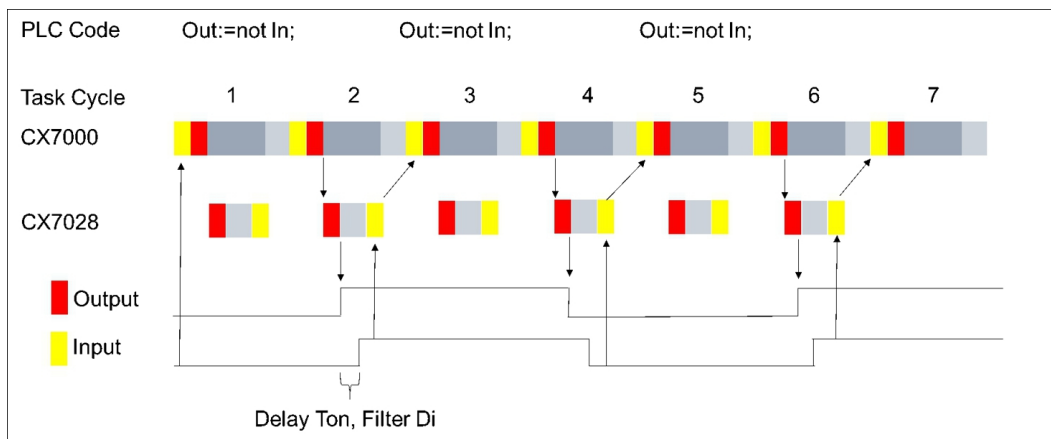 PLC Code Out:=not In; Out:=not In; Out:=not In;
Task Cycle 1 2 3 4 5 6 7
CX7000
CX7028
Output
Input
Delay Ton, Filter Di